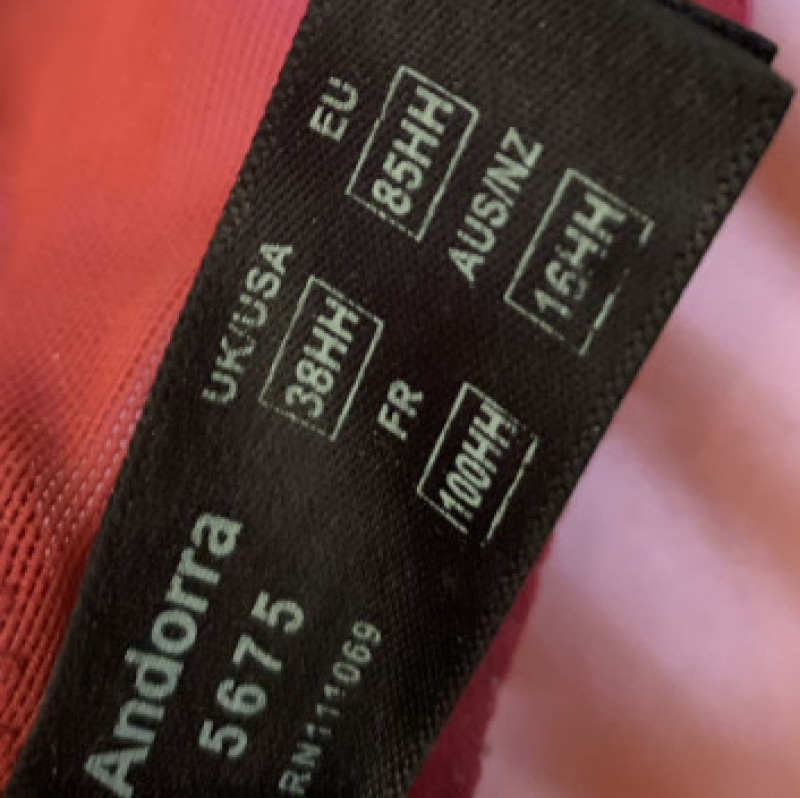 EU
85HH
AUS/NZ
16HH
UK/USA
38HH
FR
100HH
Andorra
5675
RN111069